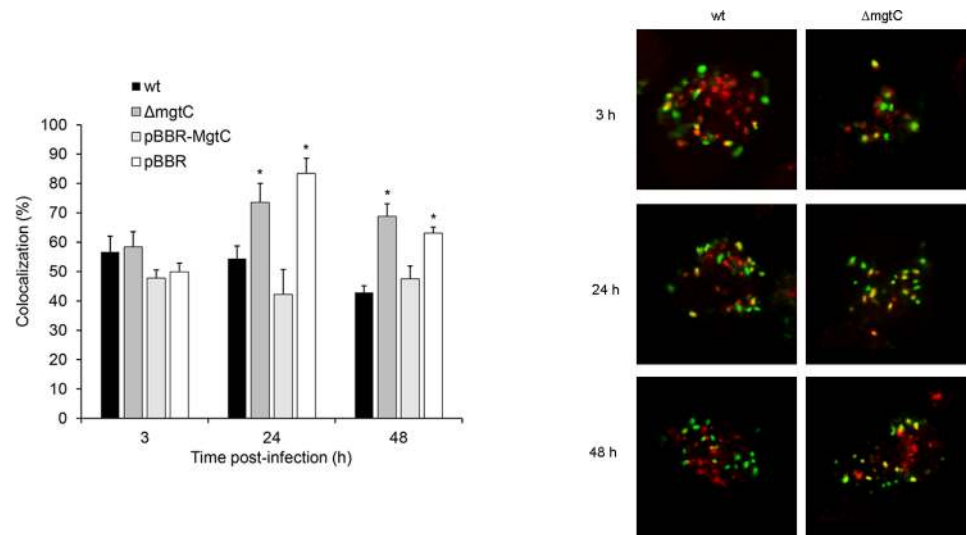 wt
ΔmgtC
pBBR-MgtC
pBBR
100
90
80
70
60
50
40
30
20
10
0
Colocalization (%)
* * * *
3 24 48
Time post-infection (h)
wt ΔmgtC
3 h
24 h
48 h